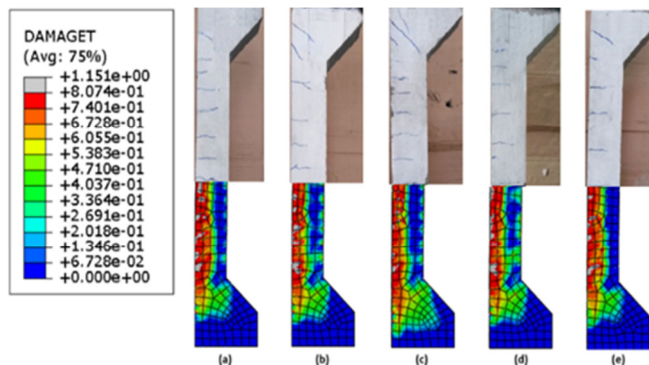 DAMAGET
(Avg: 75%)
+1.151e+00
+8.074e-01
+7.401e-01
+6.728e-01
+6.055e-01
+5.383e-01
+4.710e-01
+4.037e-01
+3.364e-01
+2.691e-01
+2.018e-01
+1.346e-01
+6.728e-02
+0.000e+00
(a)
(b)
(c)
(d)
(e)